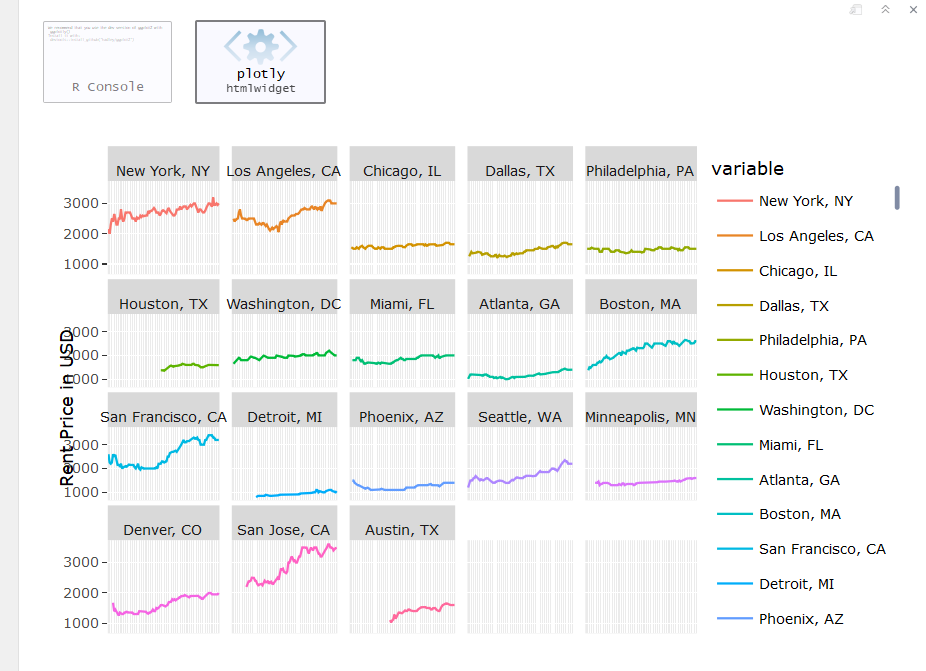 R Console
plotly
htmlwidget
New York, NY
Los Angeles, CA
Chicago, IL
Dallas, TX
Philadelphia, PA
3000
2000
1000
Houston, TX
Washington, DC
Miami, FL
Atlanta, GA
Boston, MA
3000
2000
1000
San Francisco, CA
Detroit, MI
Phoenix, AZ
Seattle, WA
Minneapolis, MN
3000
2000
1000
Denver, CO
San Jose, CA
Austin, TX
3000
2000
1000
Rent Price in USD
variable
New York, NY
Los Angeles, CA
Chicago, IL
Dallas, TX
Philadelphia, PA
Houston, TX
Washington, DC
Miami, FL
Atlanta, GA
Boston, MA
San Francisco, CA
Detroit, MI
Phoenix, AZ